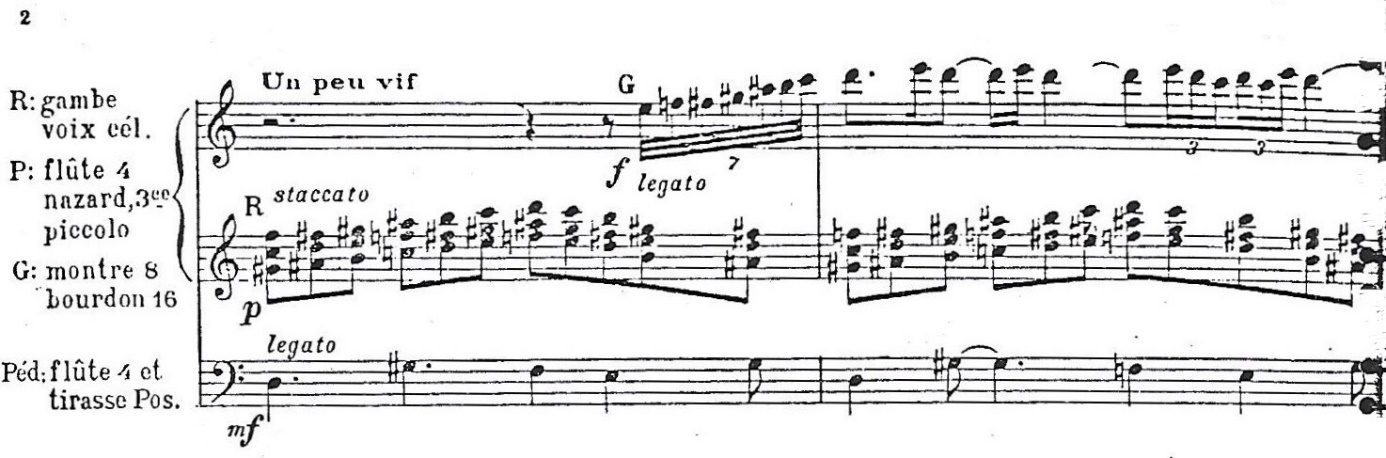 2
Un peu vif
G
R: gambe
voix cél.
P: flûte 4
nazard, 3ce
piccolo
G: montre 8
bourdon 16
f legato
7
3 3
R staccato
p
legato
Péd: flûte 4 et
tirasse Pos.
mf